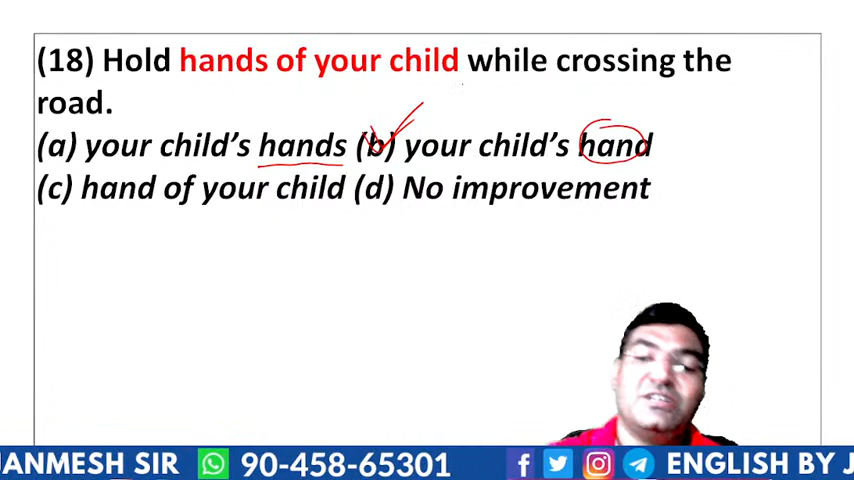 (18) Hold hands of your child while crossing the
road.
(a) your child's hands (b) your child's hand
(c) hand of your child (d) No improvement
JANMESH SIR 90-458-65301 ENGLISH BY J